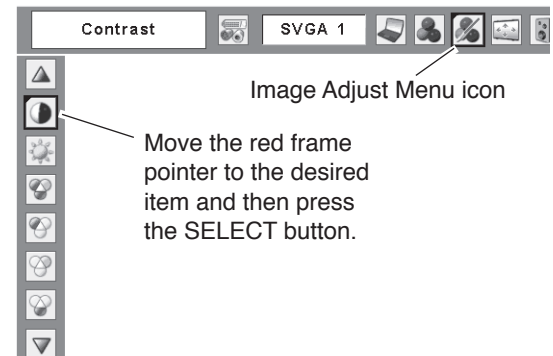 Contrast
SVGA 1
Image Adjust Menu icon
Move the red frame
pointer to the desired
item and then press
the SELECT button.